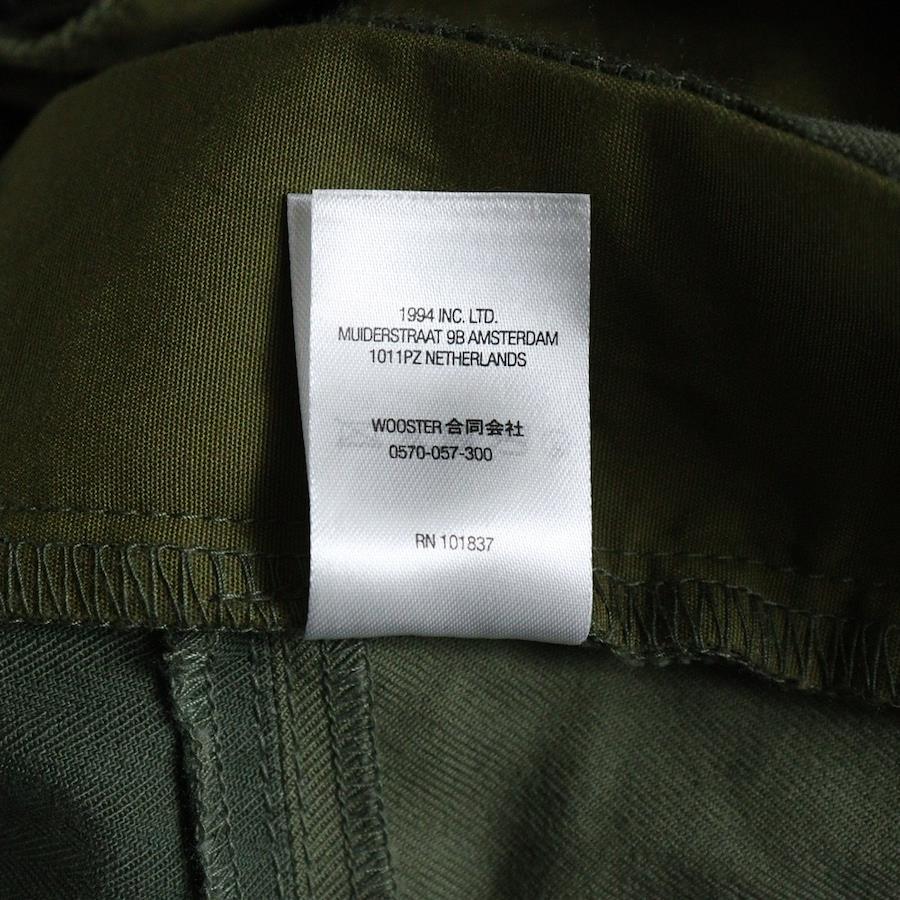 1994 INC. LTD.
MUIDERSTRAAT 9B AMSTERDAM
1011PZ NETHERLANDS
WOOSTER 合同会社
0570-057-300
RN 101837